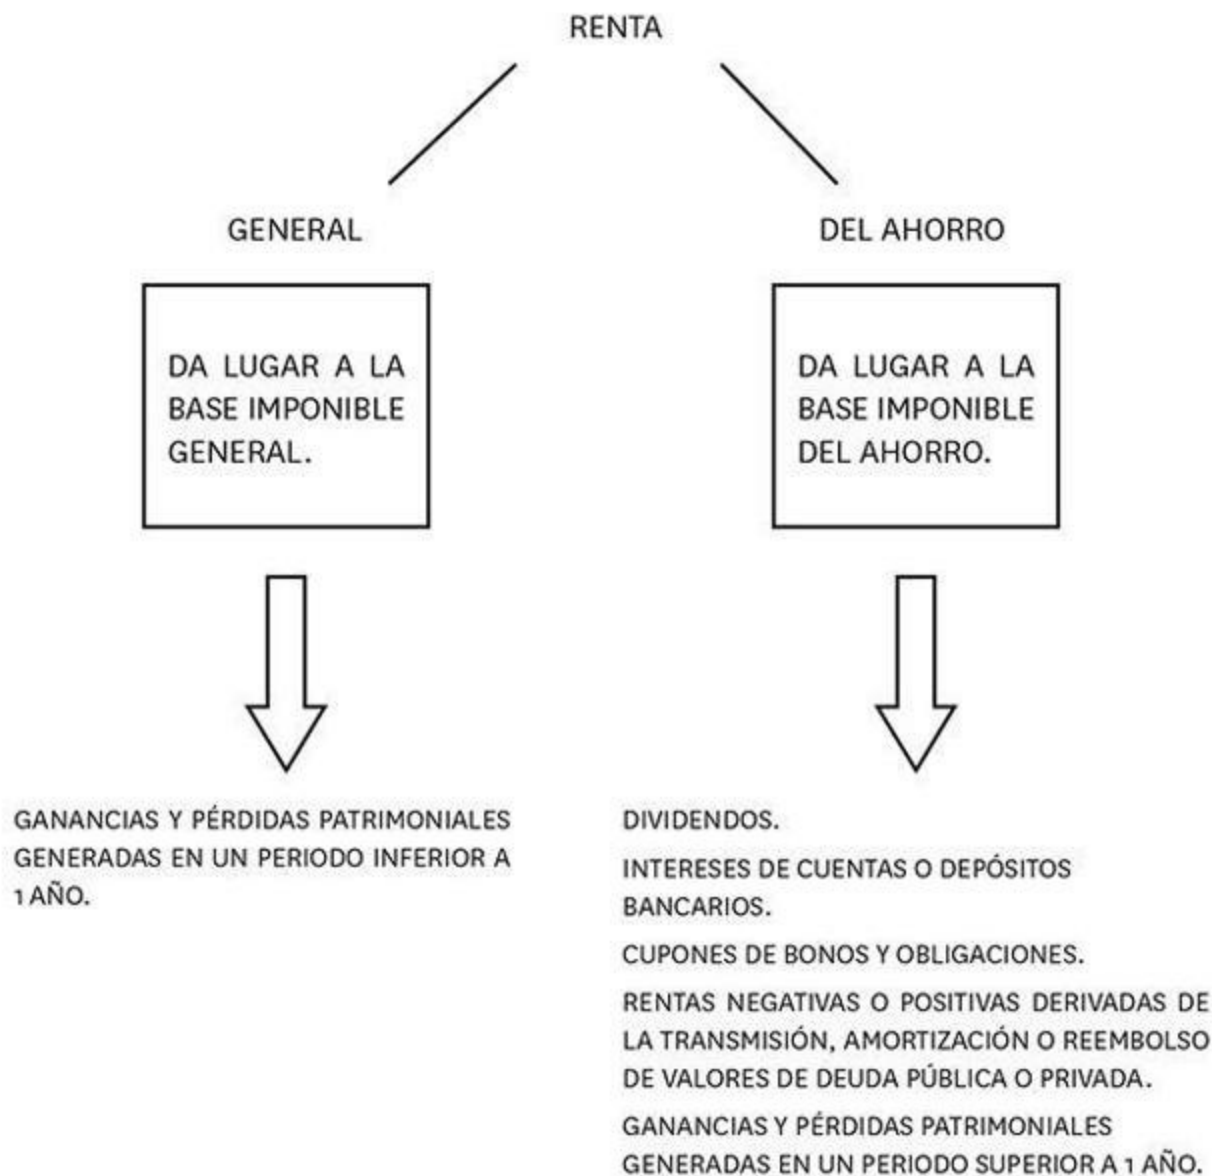 RENTA
GENERAL
DA LUGAR A LA
BASE IMPONIBLE
GENERAL.
GANANCIAS Y PÉRDIDAS PATRIMONIALES
GENERADAS EN UN PERIODO INFERIOR A
1 AÑO.
DEL AHORRO
DA LUGAR A LA
BASE IMPONIBLE
DEL AHORRO.
DIVIDENDOS.
INTERESES DE CUENTAS O DEPÓSITOS
BANCARIOS.
CUPONES DE BONOS Y OBLIGACIONES.
RENTAS NEGATIVAS O POSITIVAS DERIVADAS DE
LA TRANSMISIÓN, AMORTIZACIÓN O REEMBOLSO
DE VALORES DE DEUDA PÚBLICA O PRIVADA.
GANANCIAS Y PÉRDIDAS PATRIMONIALES
GENERADAS EN UN PERIODO SUPERIOR A 1 AÑO.